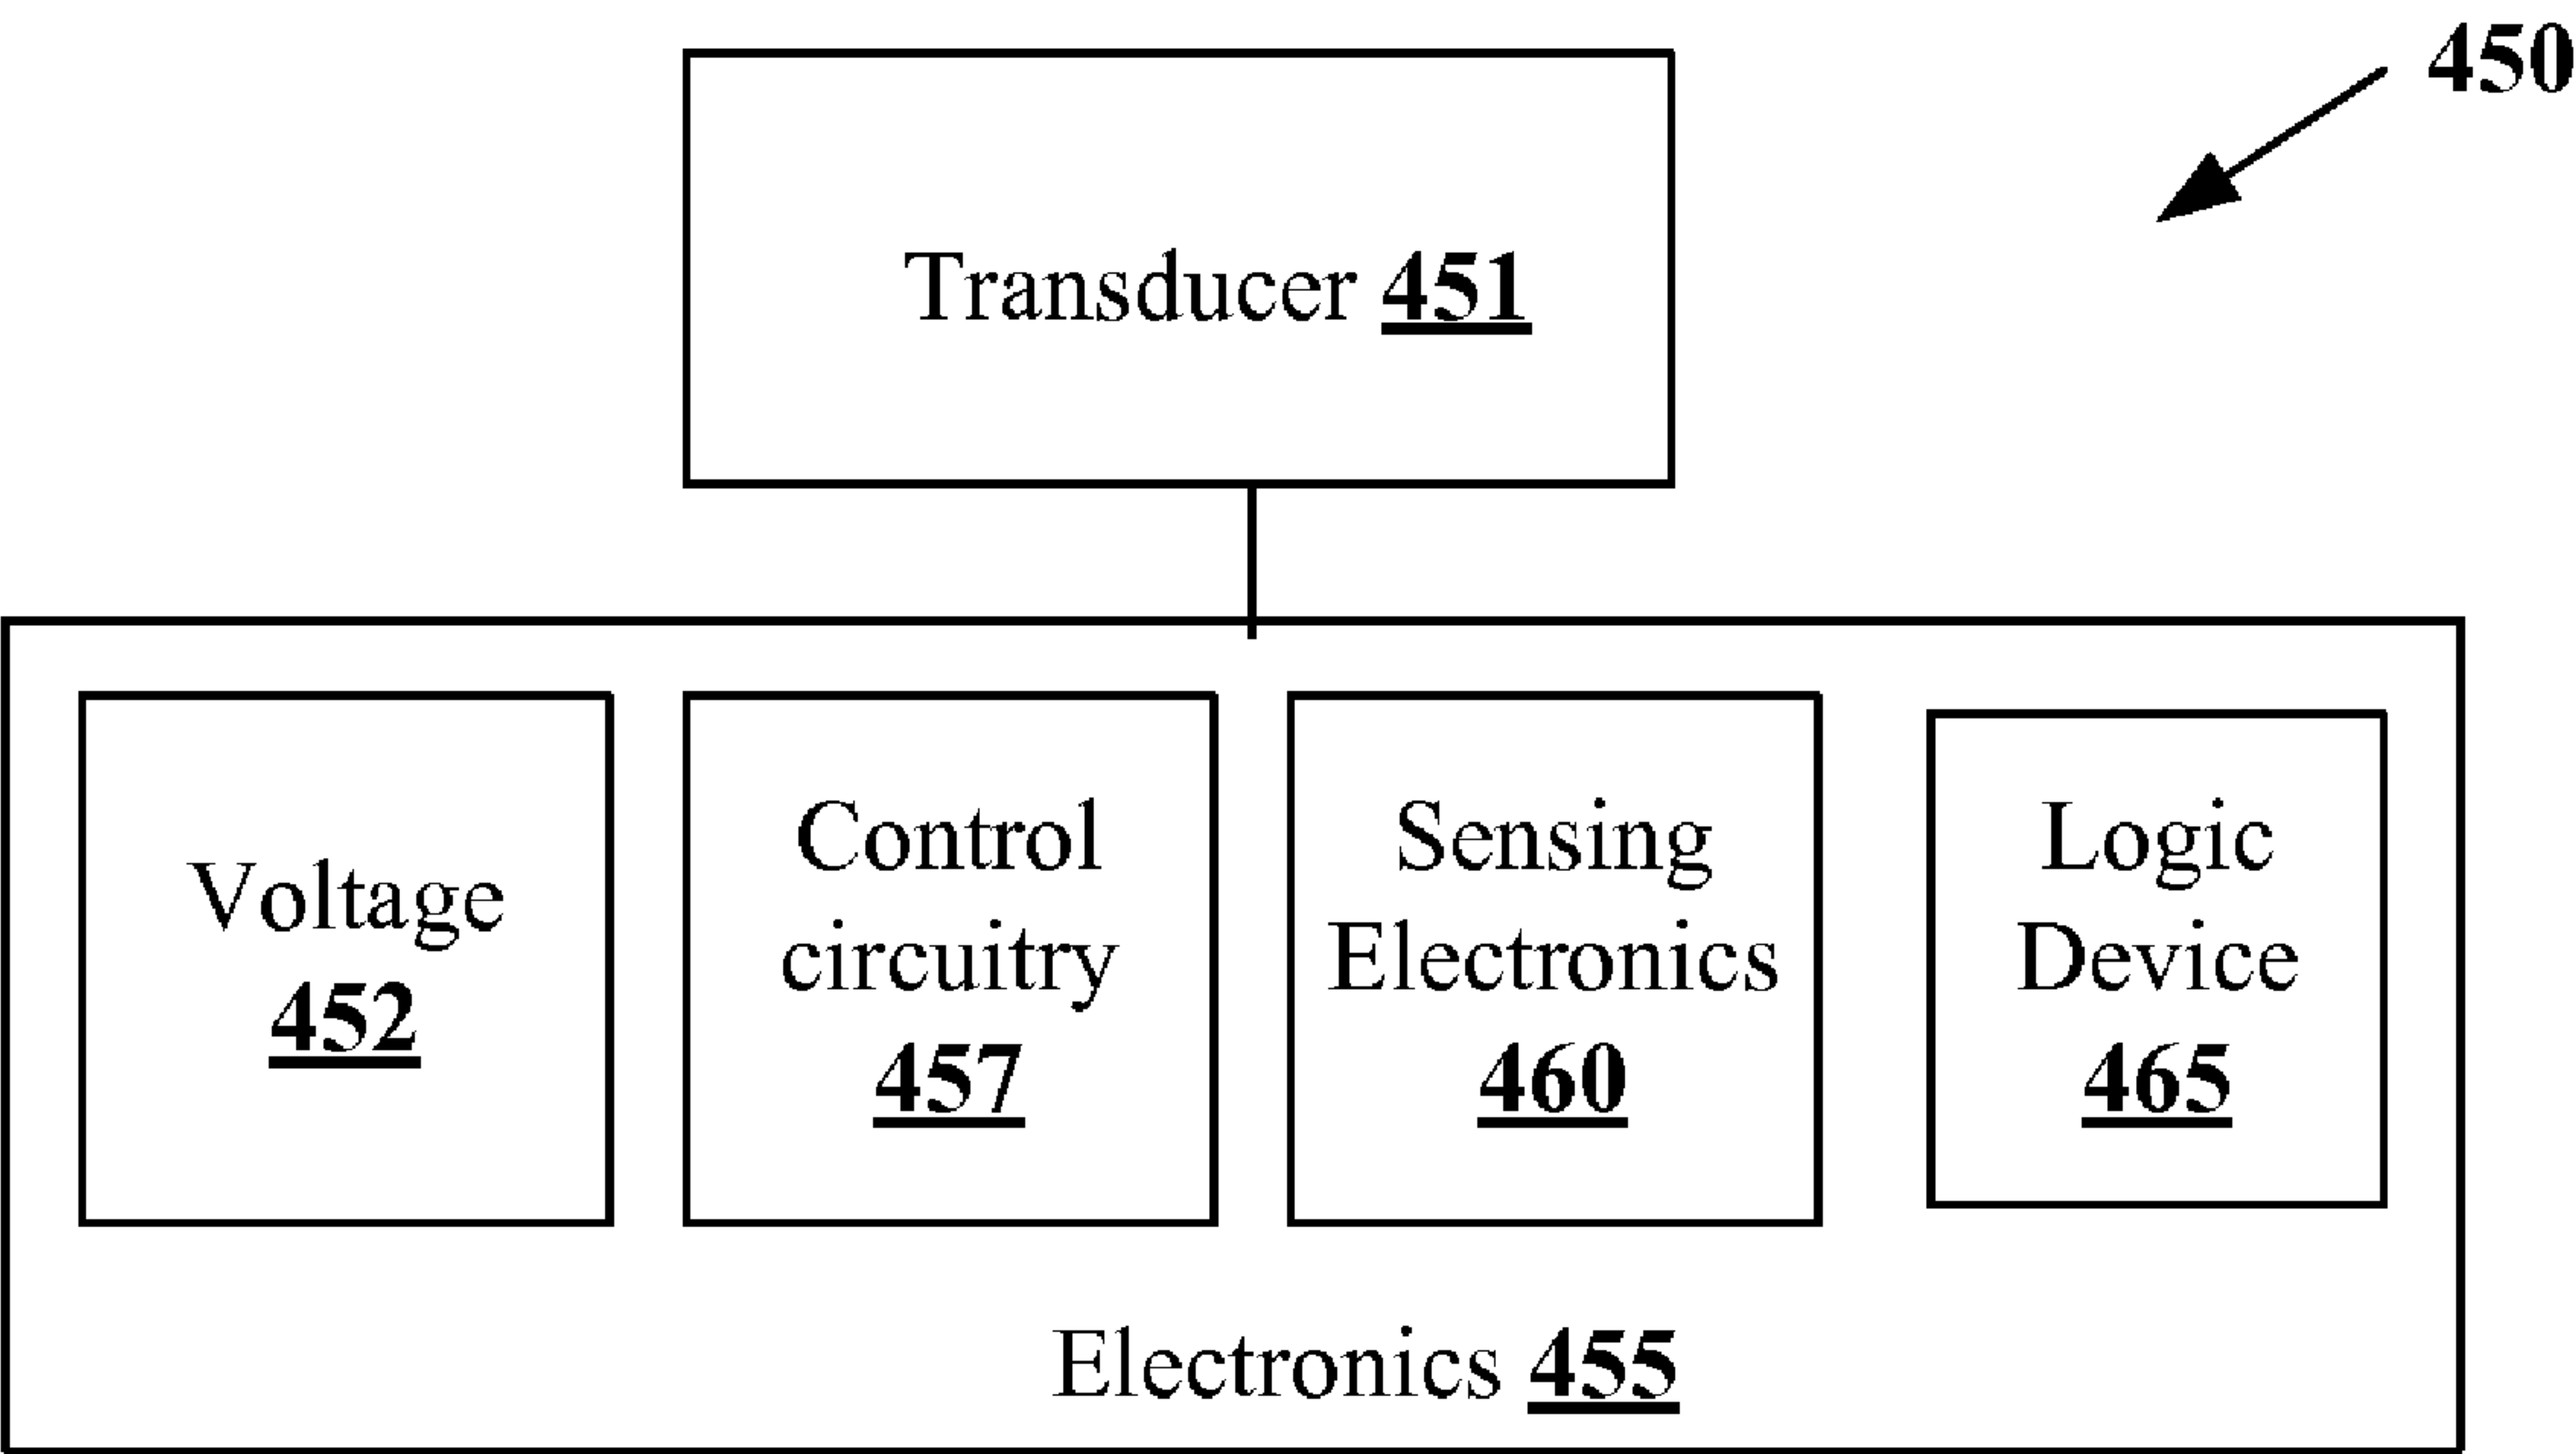 450
Transducer 451
Voltage
452
Control
circuitry
457
Sensing
Electronics
460
Logic
Device
465
Electronics 455